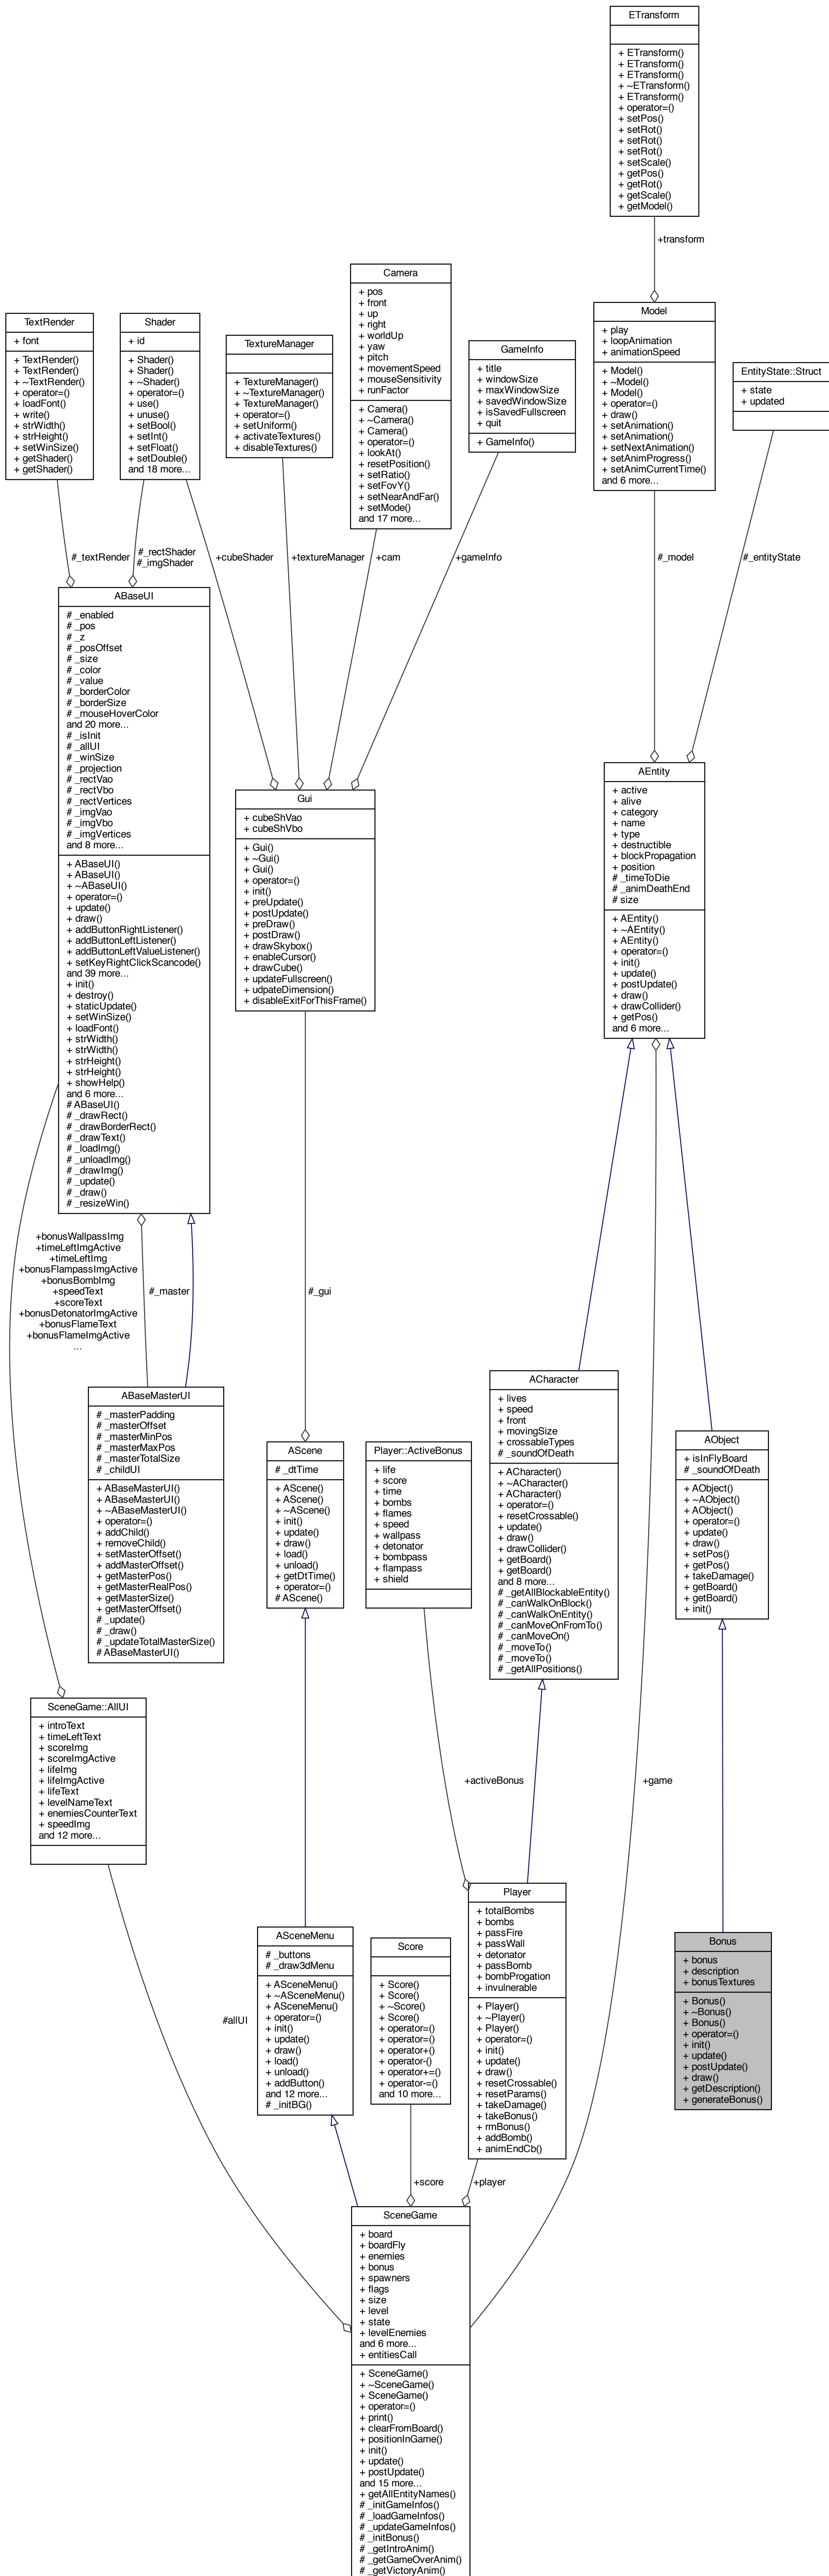 ETransform
+ ETransform()
+ ETransform()
+ ETransform()
+ ~ETransform()
+ ETransform()
+ operator=()
+ setPos()
+ setRot()
+ setRot()
+ setRot()
+ setScale()
+ getPos()
+ getRot()
+ getScale()
+ getModel()
+transform
Camera
+ pos
+ front
+ up
+ right
+ worldUp
+ yaw
+ pitch
+ movementSpeed
+ mouseSensitivity
+ runFactor
+ Camera()
+ ~Camera()
+ Camera()
+ operator=()
+ lookAt()
+ resetPosition()
+ setRatio()
+ setFovY()
+ setNearAndFar()
+ setMode()
and 17 more...
Model
+ play
+ loopAnimation
+ animationSpeed
+ Model()
+ ~Model()
+ Model()
+ operator=()
+ draw()
+ setAnimation()
+ setAnimation()
+ setNextAnimation()
+ setAnimProgress()
+ setAnimCurrentTime()
and 6 more...
TextRender
+ font
+ TextRender()
+ TextRender()
+ ~TextRender()
+ operator=()
+ loadFont()
+ write()
+ strWidth()
+ strHeight()
+ setWinSize()
+ getShader()
+ getShader()
Shader
+ id
+ Shader()
+ Shader()
+ ~Shader()
+ operator=()
+ use()
+ unuse()
+ setBool()
+ setInt()
+ setFloat()
+ setDouble()
and 18 more...
TextureManager
+ TextureManager()
+ ~TextureManager()
+ TextureManager()
+ operator=()
+ setUniform()
+ activateTextures()
+ disableTextures()
GameInfo
+ title
+ windowSize
+ maxWindowSize
+ savedWindowSize
+ isSavedFullscreen
+ quit
+ GameInfo()
EntityState::Struct
+ state
+ updated
#_textRender
#_rectShader
#_imgShader
+cubeShader
+textureManager
+cam
+gameInfo
#_model
#_entityState
ABaseUI
# _enabled
# _pos
# _z
# _posOffset
# _size
# _color
# _value
# _borderColor
# _borderSize
# _mouseHoverColor
and 20 more...
# _isInit
# _allUI
# _winSize
# _projection
# _rectVao
# _rectVbo
# _rectVertices
# _imgVao
# _imgVbo
# _imgVertices
and 8 more...
+ ABaseUI()
+ ABaseUI()
+ ~ABaseUI()
+ operator=()
+ update()
+ draw()
+ addButtonRightListener()
+ addButtonLeftListener()
+ addButtonLeftValueListener()
+ setKeyRightClickScancode()
and 39 more...
+ init()
+ destroy()
+ staticUpdate()
+ setWinSize()
+ loadFont()
+ strWidth()
+ strWidth()
+ strHeight()
+ strHeight()
+ showHelp()
and 6 more...
# ABaseUI()
# _drawRect()
# _drawBorderRect()
# _drawText()
# _loadImg()
# _unloadImg()
# _drawImg()
# _update()
# _draw()
# _resizeWin()
Gui
+ cubeShVao
+ cubeShVbo
+ Gui()
+ ~Gui()
+ Gui()
+ operator=()
+ init()
+ preUpdate()
+ postUpdate()
+ preDraw()
+ postDraw()
+ drawSkybox()
+ enableCursor()
+ drawCube()
+ updateFullscreen()
+ udpateDimension()
+ disableExitForThisFrame()
AEntity
+ active
+ alive
+ category
+ name
+ type
+ destructible
+ blockPropagation
+ position
# _timeToDie
# _animDeathEnd
# size
+ AEntity()
+ ~AEntity()
+ AEntity()
+ operator=()
+ init()
+ update()
+ postUpdate()
+ draw()
+ drawCollider()
+ getPos()
and 6 more...
+bonusWallpassImg
+timeLeftImgActive
+timeLeftImg
+bonusFlampassImgActive
+bonusBombImg
+speedText
+scoreText
+bonusDetonatorImgActive
+bonusFlameText
+bonusFlameImgActive
...
#_master
#_gui
ABaseMasterUI
# _masterPadding
# _masterOffset
# _masterMinPos
# _masterMaxPos
# _masterTotalSize
# _childUI
+ ABaseMasterUI()
+ ABaseMasterUI()
+ ~ABaseMasterUI()
+ operator=()
+ addChild()
+ removeChild()
+ setMasterOffset()
+ addMasterOffset()
+ getMasterPos()
+ getMasterRealPos()
+ getMasterSize()
+ getMasterOffset()
# _update()
# _draw()
# _updateTotalMasterSize()
# ABaseMasterUI()
AScene
# _dtTime
+ AScene()
+ AScene()
+ ~AScene()
+ init()
+ update()
+ draw()
+ load()
+ unload()
+ getDtTime()
+ operator=()
# AScene()
Player::ActiveBonus
+ life
+ score
+ time
+ bombs
+ flames
+ speed
+ wallpass
+ detonator
+ bombpass
+ flampass
+ shield
ACharacter
+ lives
+ speed
+ front
+ movingSize
+ crossableTypes
# _soundOfDeath
+ ACharacter()
+ ~ACharacter()
+ ACharacter()
+ operator=()
+ resetCrossable()
+ update()
+ draw()
+ drawCollider()
+ getBoard()
+ getBoard()
and 8 more...
# _getAllBlockableEntity()
# _canWalkOnBlock()
# _canWalkOnEntity()
# _canMoveOnFromTo()
# _canMoveOn()
# _moveTo()
# _moveTo()
# _getAllPositions()
AObject
+ isInFlyBoard
# _soundOfDeath
+ AObject()
+ ~AObject()
+ AObject()
+ operator=()
+ update()
+ draw()
+ setPos()
+ getPos()
+ takeDamage()
+ getBoard()
+ getBoard()
+ init()
SceneGame::AllUI
+ introText
+ timeLeftText
+ scoreImg
+ scoreImgActive
+ lifeImg
+ lifeImgActive
+ lifeText
+ levelNameText
+ enemiesCounterText
+ speedImg
and 12 more...
+activeBonus
+game
#allUI
ASceneMenu
# _buttons
# _draw3dMenu
+ ASceneMenu()
+ ~ASceneMenu()
+ ASceneMenu()
+ operator=()
+ init()
+ update()
+ draw()
+ load()
+ unload()
+ addButton()
and 12 more...
# _initBG()
Score
+ Score()
+ Score()
+ ~Score()
+ Score()
+ operator=()
+ operator=()
+ operator+()
+ operator-()
+ operator+=()
+ operator-=()
and 10 more...
Player
+ totalBombs
+ bombs
+ passFire
+ passWall
+ detonator
+ passBomb
+ bombProgation
+ invulnerable
+ Player()
+ ~Player()
+ Player()
+ operator=()
+ init()
+ update()
+ draw()
+ resetCrossable()
+ resetParams()
+ takeDamage()
+ takeBonus()
+ rmBonus()
+ addBomb()
+ animEndCb()
Bonus
+ bonus
+ description
+ bonusTextures
+ Bonus()
+ ~Bonus()
+ Bonus()
+ operator=()
+ init()
+ update()
+ postUpdate()
+ draw()
+ getDescription()
+ generateBonus()
+score
+player
SceneGame
+ board
+ boardFly
+ enemies
+ bonus
+ spawners
+ flags
+ size
+ level
+ state
+ levelEnemies
and 6 more...
+ entitiesCall
+ SceneGame()
+ ~SceneGame()
+ SceneGame()
+ operator=()
+ print()
+ clearFromBoard()
+ positionInGame()
+ init()
+ update()
+ postUpdate()
and 15 more...
+ getAllEntityNames()
# _initGameInfos()
# _loadGameInfos()
# _updateGameInfos()
# _initBonus()
# _getIntroAnim()
# _getGameOverAnim()
# _getVictoryAnim()